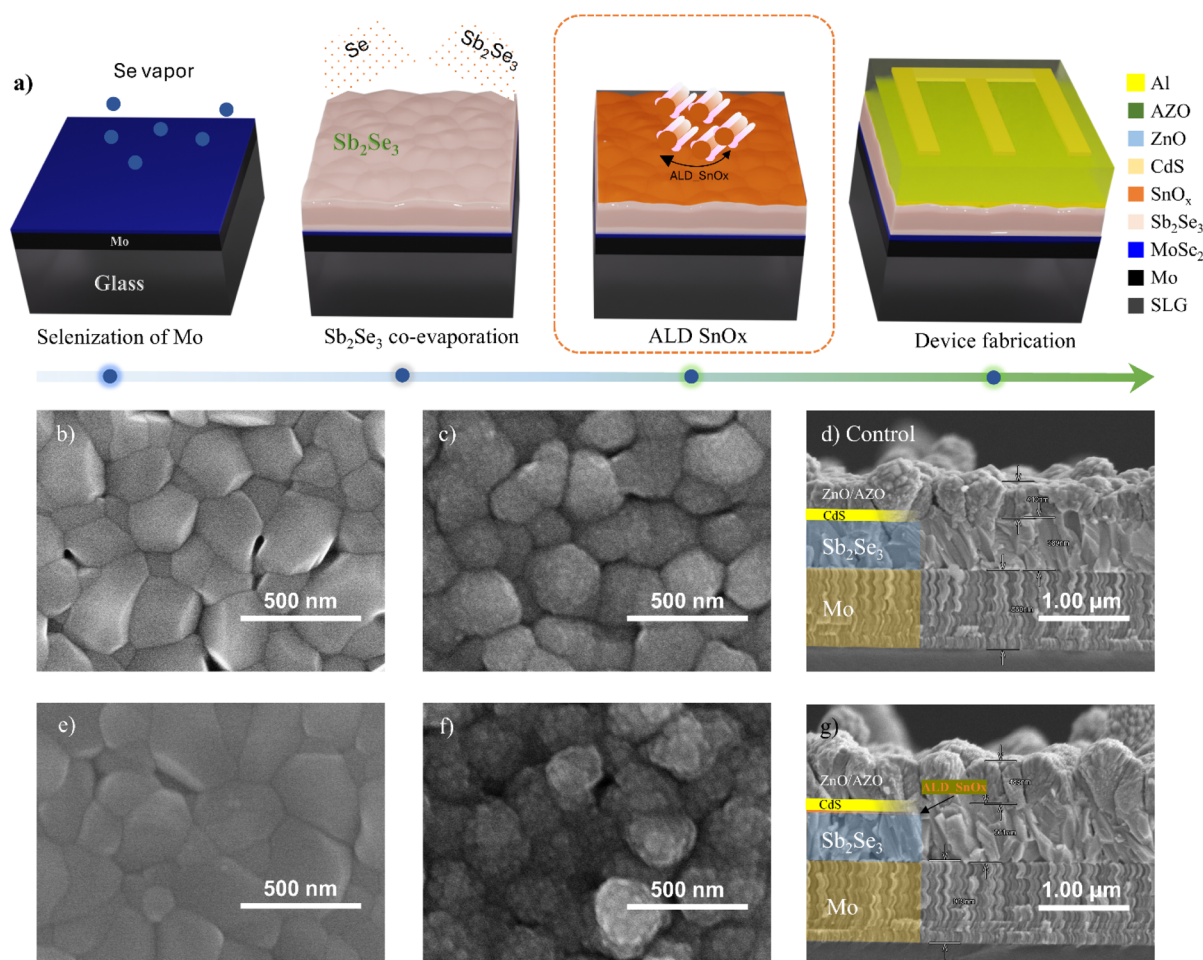 a)
Se vapor
Se
Sb₂Se₃
Sb₂Se₃
ALD_SnOx
Mo
Glass
Selenization of Mo
Sb₂Se₃ co-evaporation
ALD SnOx
Device fabrication
Al
AZO
ZnO
CdS
SnOₓ
Sb₂Se₃
MoSe₂
Mo
SLG
b)
500 nm
c)
500 nm
d) Control
ZnO/AZO
CdS
Sb₂Se₃
Mo
1.00 µm
e)
500 nm
f)
500 nm
g)
ZnO/AZO
ALD_SnOx
CdS
Sb₂Se₃
Mo
1.00 µm